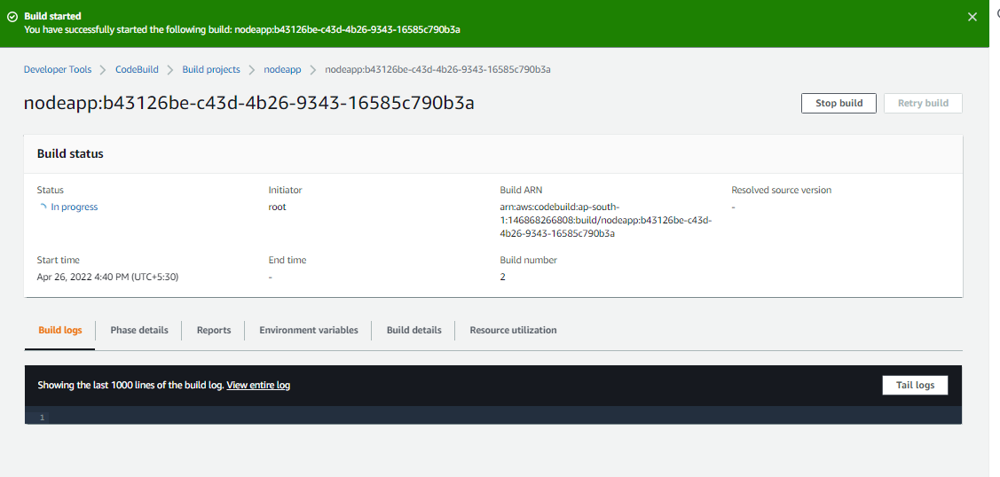 Build started
You have successfully started the following build: nodeapp:b43126be-c43d-4b26-9343-16585c790b3a
Developer Tools
CodeBuild
Build projects
nodeapp
nodeapp:b43126be-c43d-4b26-9343-16585c790b3a
nodeapp:b43126be-c43d-4b26-9343-16585c790b3a
Stop build
Retry build
Build status
Status
In progress
Initiator
root
Build ARN
arn:aws:codebuild:ap-south-
1:146868266808:build/nodeapp:b43126be-c43d-
4b26-9343-16585c790b3a
Resolved source version
-
Start time
Apr 26, 2022 4:40 PM (UTC+5:30)
End time
-
Build number
2
Build logs
Phase details
Reports
Environment variables
Build details
Resource utilization
Showing the last 1000 lines of the build log. View entire log
Tail logs
1